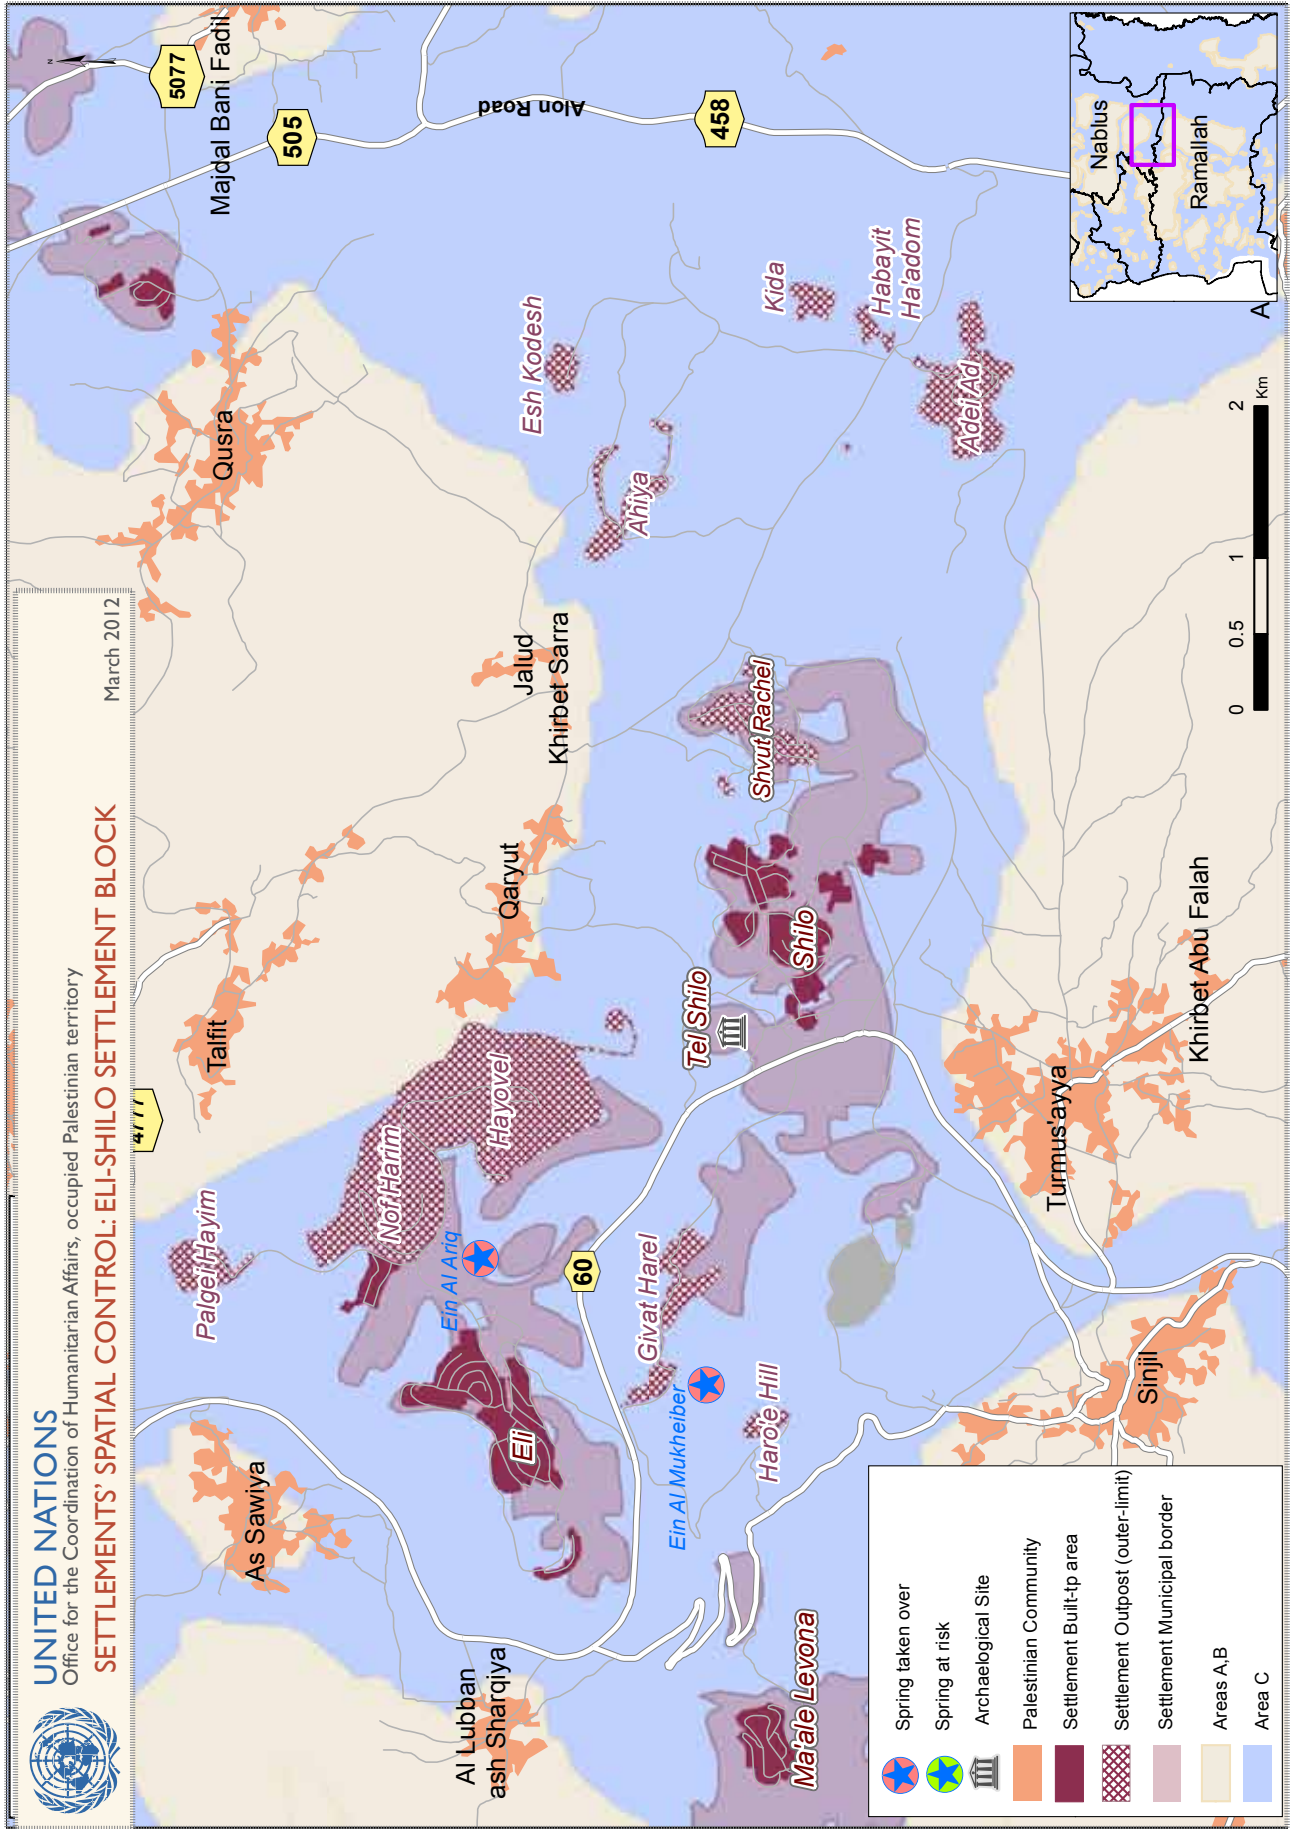 UNITED NATIONS
Office for the Coordination of Humanitarian Affairs, occupied Palestinian territory
SETTLEMENTS' SPATIAL CONTROL: ELI-SHILO SETTLEMENT BLOCK
March 2012
N
5077
Majdal Bani Fadil
505
Alon Road
458
Qusra
Esh Kodesh
Kida
Habayit
Ha'adom
Adei Ad
Ahiya
Jalud
Khirbet Sarra
Shvut Rachel
Talfit
4777
Qaryut
Shilo
Tel Shilo
Hayovel
Nof Harim
Palgei Hayim
Ein Al Ariq
60
Givat Harel
Ein Al Mukheiber
Haro'e Hill
Eli
As Sawiya
Al Lubban
ash Sharqiya
Ma'ale Levona
Khirbet Abu Falah
Turmus'ayya
Sinjil
Spring taken over
Spring at risk
Archaelogical Site
Palestinian Community
Settlement Built-tp area
Settlement Outpost (outer-limit)
Settlement Municipal border
Areas A,B
Area C
0
0.5
1
2
Km
Nablus
Ramallah
A